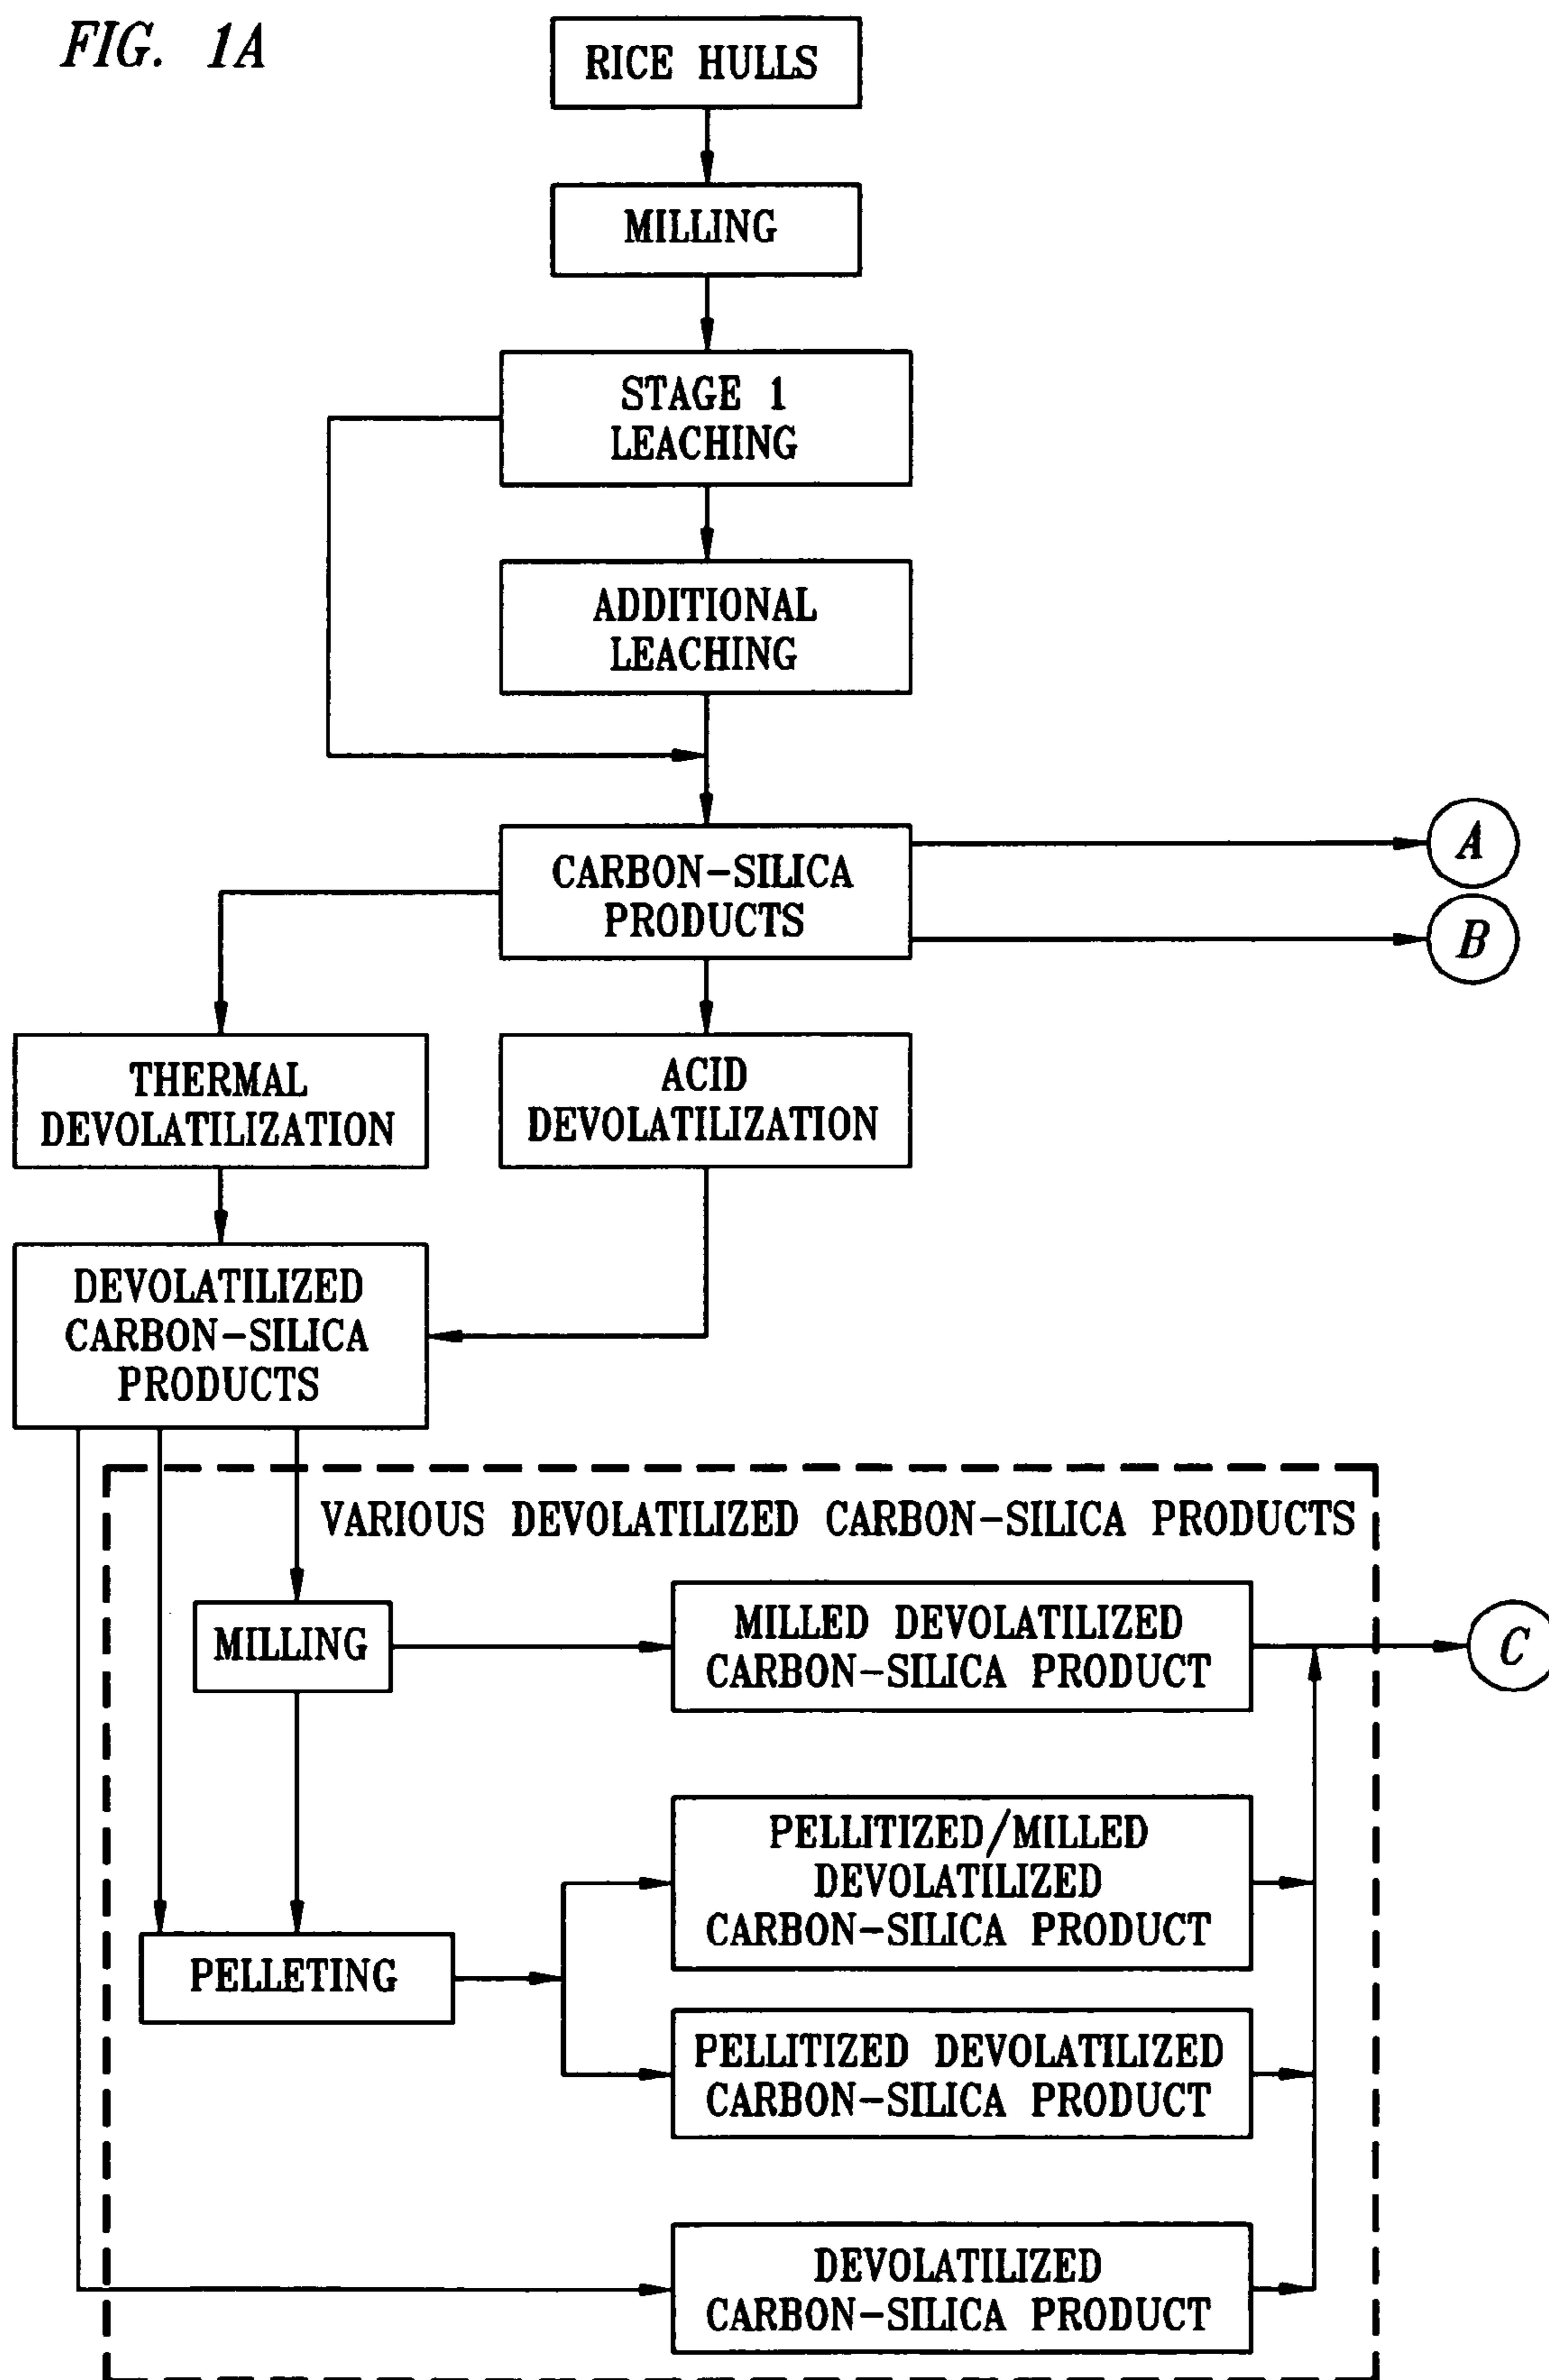 FIG. 1A
RICE HULLS
MILLING
STAGE 1
LEACHING
ADDITIONAL
LEACHING
CARBON-SILICA
PRODUCTS
A
B
THERMAL
DEVOLATILIZATION
ACID
DEVOLATILIZATION
DEVOLATILIZED
CARBON-SILICA
PRODUCTS
VARIOUS DEVOLATILIZED CARBON-SILICA PRODUCTS
MILLING
MILLED DEVOLATILIZED
CARBON-SILICA PRODUCT
C
PELLITIZED/MILLED
DEVOLATILIZED
CARBON-SILICA PRODUCT
PELLETING
PELLITIZED DEVOLATILIZED
CARBON-SILICA PRODUCT
DEVOLATILIZED
CARBON-SILICA PRODUCT